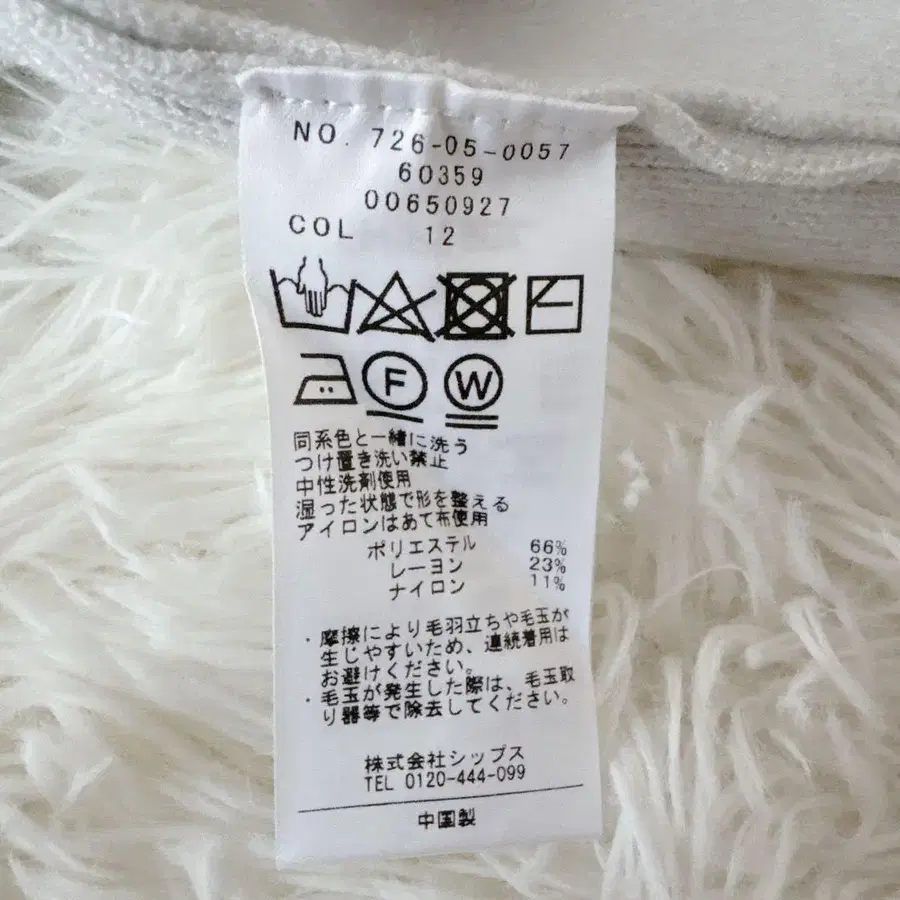 NO. 726-05-0057
60359
00650927
COL 12
F
W
同系色と一緒に洗う
つけ置き洗い禁止
中性洗剤使用
湿った状態で形を整える
アイロンはあて布使用
ポリエステル 66%
レーヨン 23%
ナイロン 11%
・摩擦により毛羽立ちや毛玉が
生じやすいため、連続着用は
お避けください。
・毛玉が発生した際は、毛玉取
り器等で除去してください。
株式会社シップス
TEL 0120-444-099
中国製